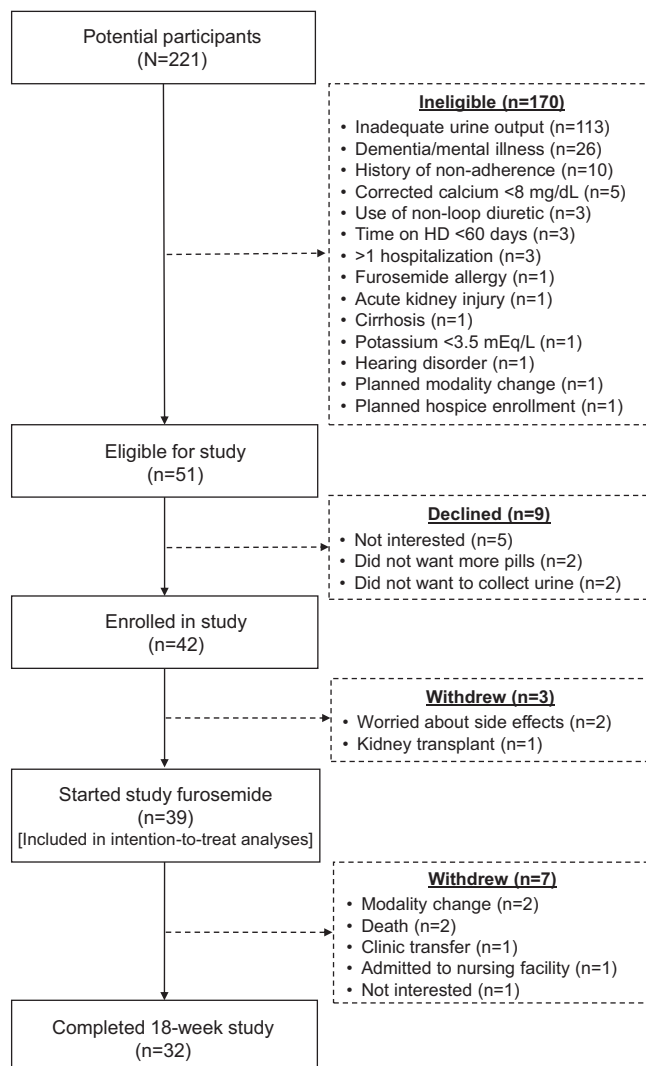 Potential participants
(N=221)
Ineligible (n=170)
• Inadequate urine output (n=113)
• Dementia/mental illness (n=26)
• History of non-adherence (n=10)
• Corrected calcium <8 mg/dL (n=5)
• Use of non-loop diuretic (n=3)
• Time on HD <60 days (n=3)
• >1 hospitalization (n=3)
• Furosemide allergy (n=1)
• Acute kidney injury (n=1)
• Cirrhosis (n=1)
• Potassium <3.5 mEq/L (n=1)
• Hearing disorder (n=1)
• Planned modality change (n=1)
• Planned hospice enrollment (n=1)
Eligible for study
(n=51)
Declined (n=9)
• Not interested (n=5)
• Did not want more pills (n=2)
• Did not want to collect urine (n=2)
Enrolled in study
(n=42)
Withdrew (n=3)
• Worried about side effects (n=2)
• Kidney transplant (n=1)
Started study furosemide
(n=39)
[Included in intention-to-treat analyses]
Withdrew (n=7)
• Modality change (n=2)
• Death (n=2)
• Clinic transfer (n=1)
• Admitted to nursing facility (n=1)
• Not interested (n=1)
Completed 18-week study
(n=32)